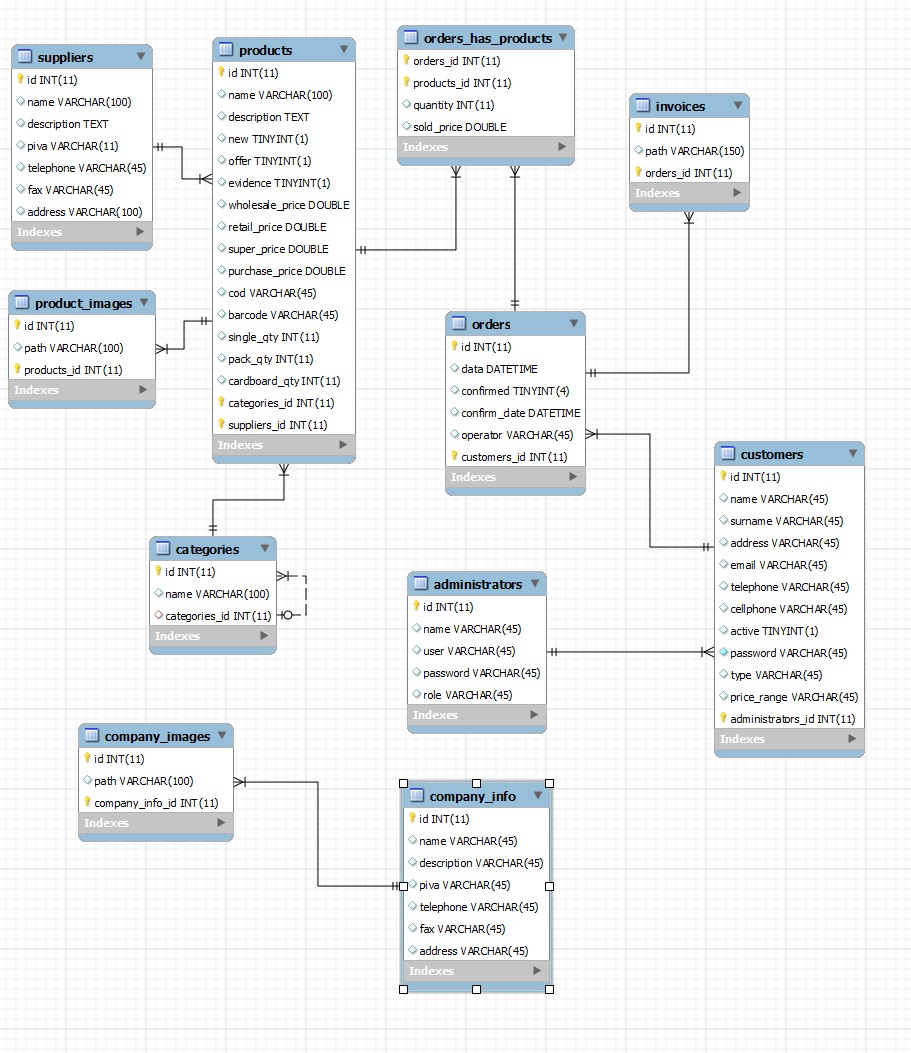 suppliers
id INT(11)
name VARCHAR(100)
description TEXT
piva VARCHAR(11)
telephone VARCHAR(45)
fax VARCHAR(45)
address VARCHAR(100)
Indexes
products
id INT(11)
name VARCHAR(100)
description TEXT
new TINYINT(1)
offer TINYINT(1)
evidence TINYINT(1)
wholesale_price DOUBLE
retail_price DOUBLE
super_price DOUBLE
purchase_price DOUBLE
cod VARCHAR(45)
barcode VARCHAR(45)
single_qty INT(11)
pack_qty INT(11)
cardboard_qty INT(11)
categories_id INT(11)
suppliers_id INT(11)
Indexes
orders_has_products
orders_id INT(11)
products_id INT(11)
quantity INT(11)
sold_price DOUBLE
Indexes
invoices
id INT(11)
path VARCHAR(150)
orders_id INT(11)
Indexes
product_images
id INT(11)
path VARCHAR(100)
products_id INT(11)
Indexes
orders
id INT(11)
data DATETIME
confirmed TINYINT(4)
confirm_date DATETIME
operator VARCHAR(45)
customers_id INT(11)
Indexes
customers
id INT(11)
name VARCHAR(45)
surname VARCHAR(45)
address VARCHAR(45)
email VARCHAR(45)
telephone VARCHAR(45)
cellphone VARCHAR(45)
active TINYINT(1)
password VARCHAR(45)
type VARCHAR(45)
price_range VARCHAR(45)
administrators_id INT(11)
Indexes
categories
id INT(11)
name VARCHAR(100)
categories_id INT(11)
Indexes
administrators
id INT(11)
name VARCHAR(45)
user VARCHAR(45)
password VARCHAR(45)
role VARCHAR(45)
Indexes
company_images
id INT(11)
path VARCHAR(100)
company_info_id INT(11)
Indexes
company_info
id INT(11)
name VARCHAR(45)
description VARCHAR(45)
piva VARCHAR(45)
telephone VARCHAR(45)
fax VARCHAR(45)
address VARCHAR(45)
Indexes